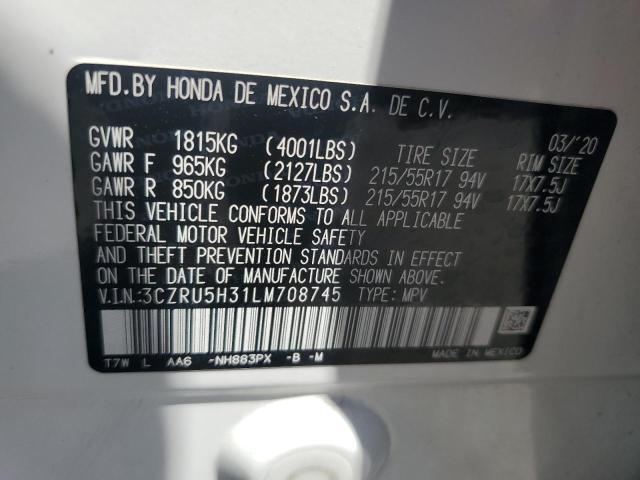 MFD.BY HONDA DE MEXICO S.A. DE C.V.
03/'20
GVWR 1815KG (4001LBS) TIRE SIZE RIM SIZE
GAWR F 965KG (2127LBS) 215/55R17 94V 17X7.5J
GAWR R 850KG (1873LBS) 215/55R17 94V 17X7.5J
THIS VEHICLE CONFORMS TO ALL APPLICABLE
FEDERAL MOTOR VEHICLE SAFETY
AND THEFT PREVENTION STANDARDS IN EFFECT
ON THE DATE OF MANUFACTURE SHOWN ABOVE.
V.I.N.:3CZRU5H31LM708745 TYPE: MPV
T7W L AA6 -NH883PX -B -M MADE IN MEXICO